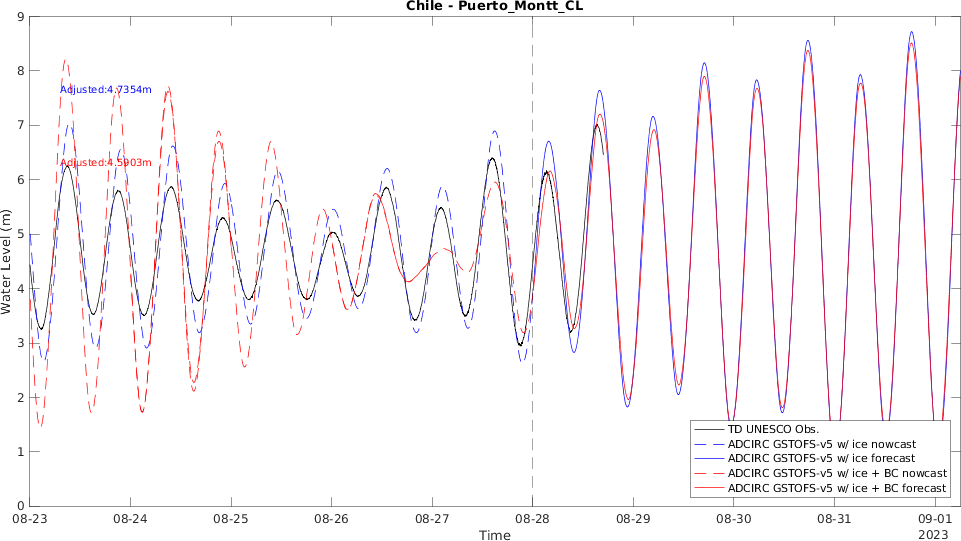 Chile - Puerto_Montt_CL
9
8
7
6
5
4
3
2
1
0
Water Level (m)
Adjusted:4.7354m
Adjusted:4.5903m
TD UNESCO Obs.
ADCIRC GSTOFS-v5 w/ ice nowcast
ADCIRC GSTOFS-v5 w/ ice forecast
ADCIRC GSTOFS-v5 w/ ice + BC nowcast
ADCIRC GSTOFS-v5 w/ ice + BC forecast
08-23 08-24 08-25 08-26 08-27 08-28 08-29 08-30 08-31 09-01
Time
2023